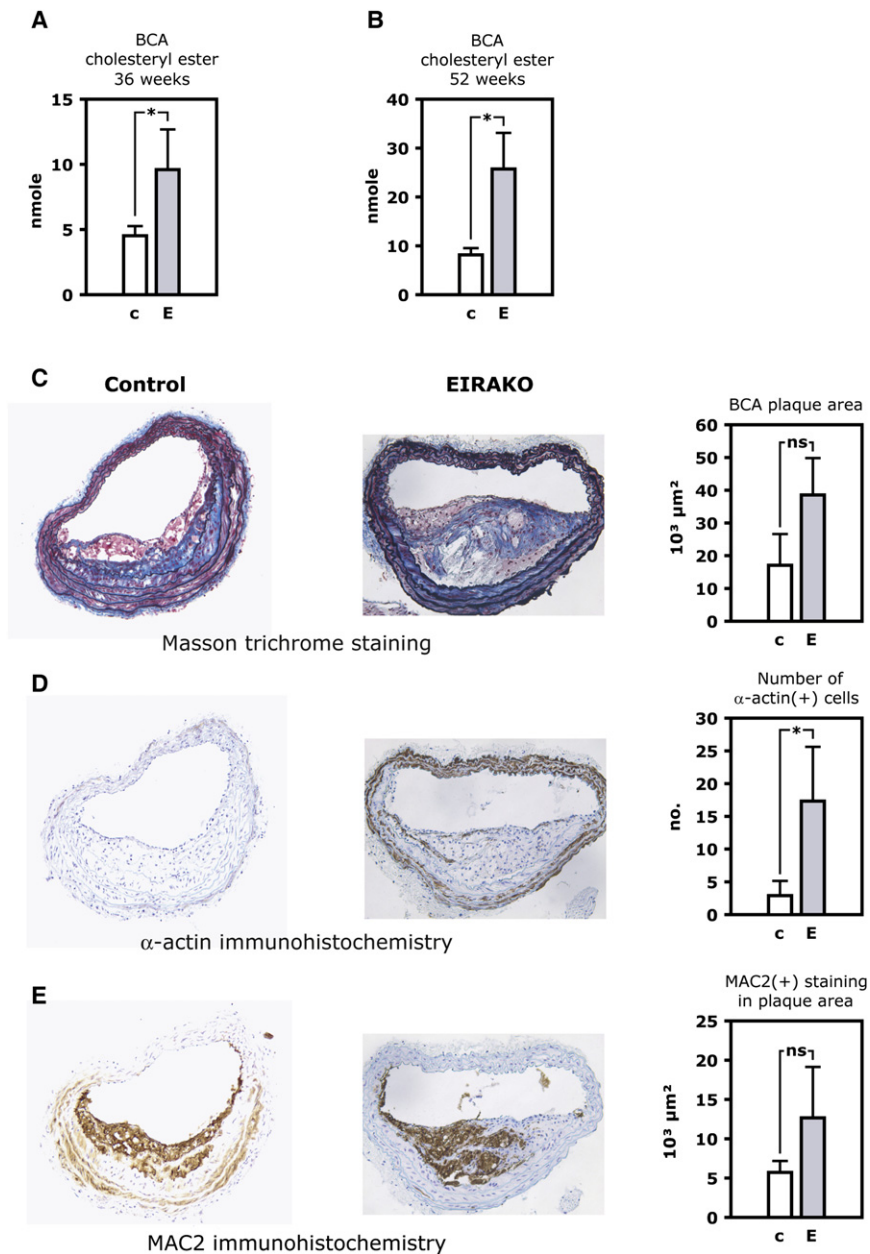 A
BCA
cholesteryl ester
36 weeks
nmole
15
10
5
0
*
c E
B
BCA
cholesteryl ester
52 weeks
nmole
40
30
20
10
0
*
c E
C
Control
EIRAKO
Masson trichrome staining
BCA plaque area
10³ µm²
60
50
40
30
20
10
0
ns
c E
D
α-actin immunohistochemistry
Number of
α-actin(+) cells
no.
30
25
20
15
10
5
0
*
c E
E
MAC2 immunohistochemistry
MAC2(+) staining
in plaque area
10³ µm²
25
20
15
10
5
0
ns
c E